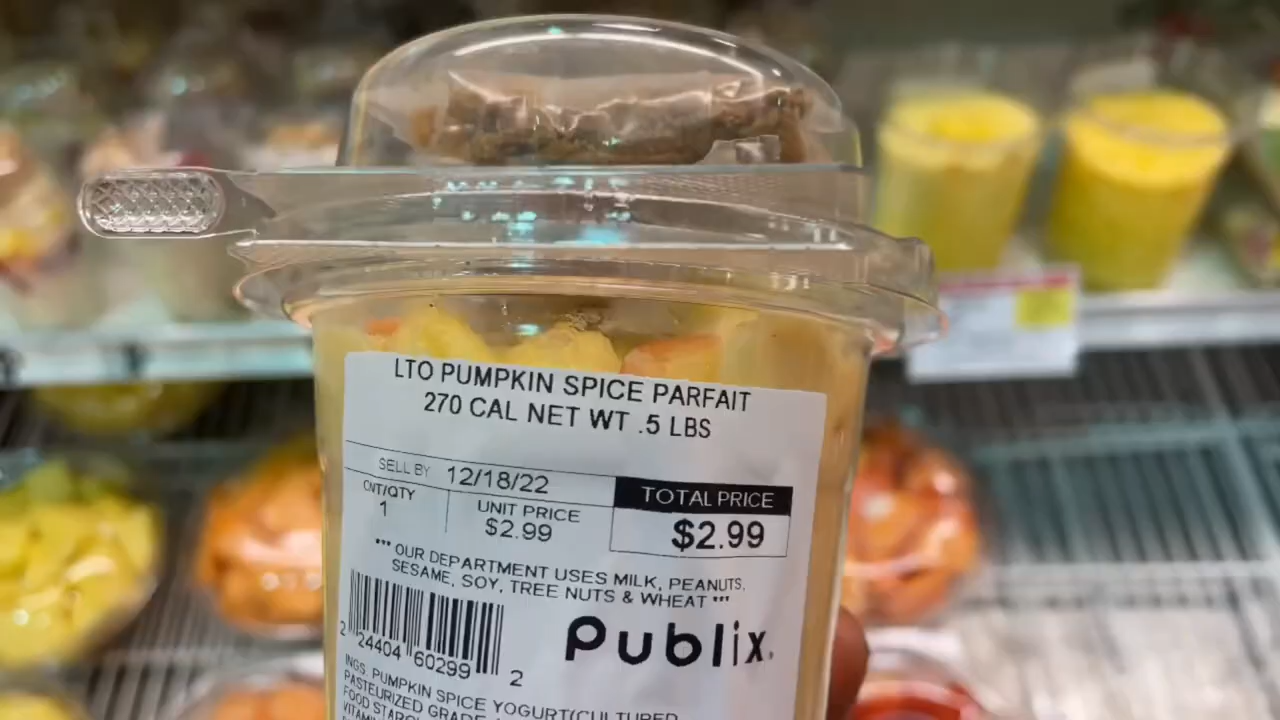 LTO PUMPKIN SPICE PARFAIT
270 CAL NET WT .5 LBS
SELL BY 12/18/22
CNT/QTY
1
UNIT PRICE
$2.99
TOTAL PRICE
$2.99
*** OUR DEPARTMENT USES MILK, PEANUTS,
SESAME, SOY, TREE NUTS & WHEAT ***
2 24404 60299 2
Publix.
INGS. PUMPKIN SPICE YOGURT(CULTURED
PASTEURIZED GRADE
FOOD